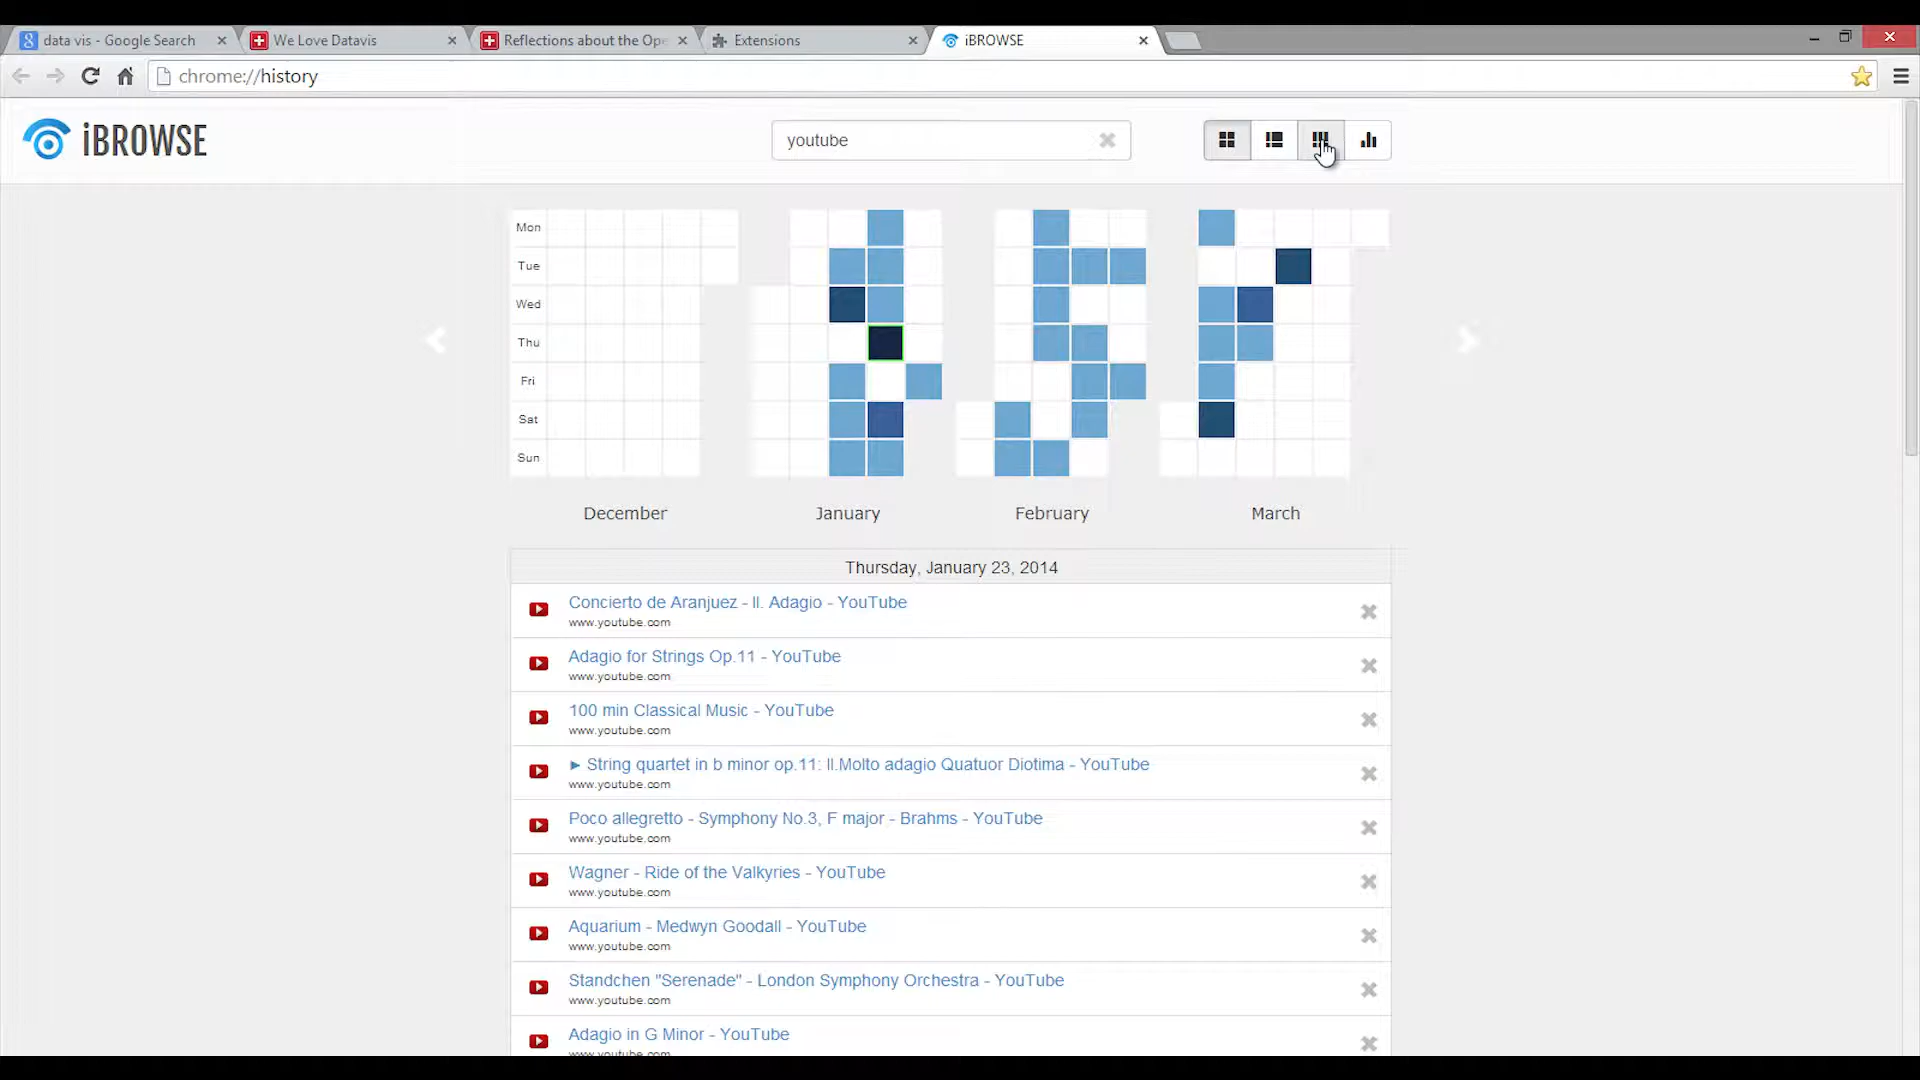 data vis - Google Search
We Love Datavis
Reflections about the Ope
Extensions
iBROWSE
chrome://history
iBROWSE
youtube
Mon
Tue
Wed
Thu
Fri
Sat
Sun
December
January
February
March
Thursday, January 23, 2014
Concierto de Aranjuez - II. Adagio - YouTube
www.youtube.com
Adagio for Strings Op.11 - YouTube
www.youtube.com
100 min Classical Music - YouTube
www.youtube.com
► String quartet in b minor op.11: II.Molto adagio Quatuor Diotima - YouTube
www.youtube.com
Poco allegretto - Symphony No.3, F major - Brahms - YouTube
www.youtube.com
Wagner - Ride of the Valkyries - YouTube
www.youtube.com
Aquarium - Medwyn Goodall - YouTube
www.youtube.com
Standchen "Serenade" - London Symphony Orchestra - YouTube
www.youtube.com
Adagio in G Minor - YouTube
www.youtube.com